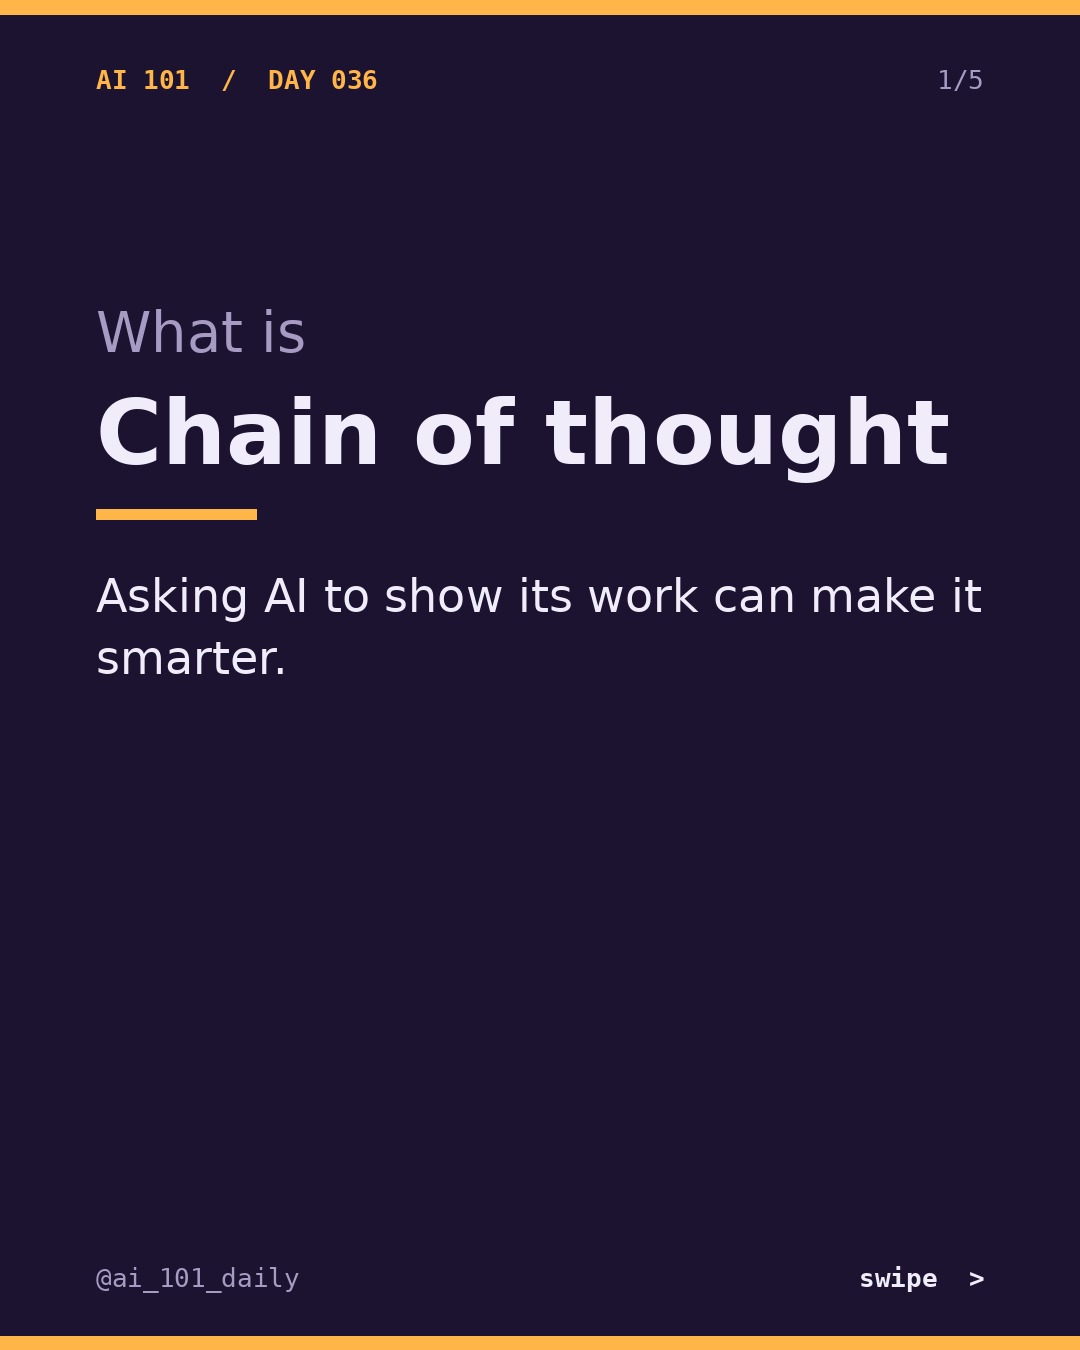 AI 101 / DAY 036
1/5
What is
Chain of thought
Asking AI to show its work can make it
smarter.
@ai_101_daily
swipe >